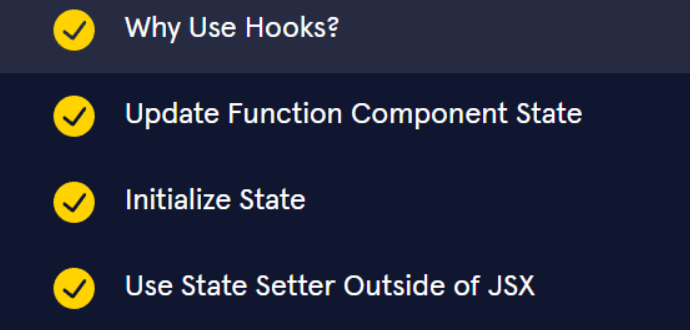 Why Use Hooks?
Update Function Component State
Initialize State
Use State Setter Outside of JSX